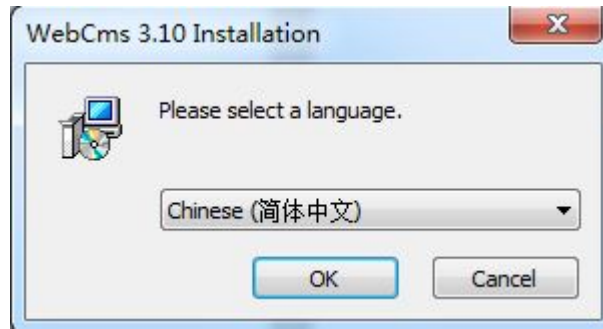 WebCms 3.10 Installation
Please select a language.
Chinese (简体中文)
OK
Cancel